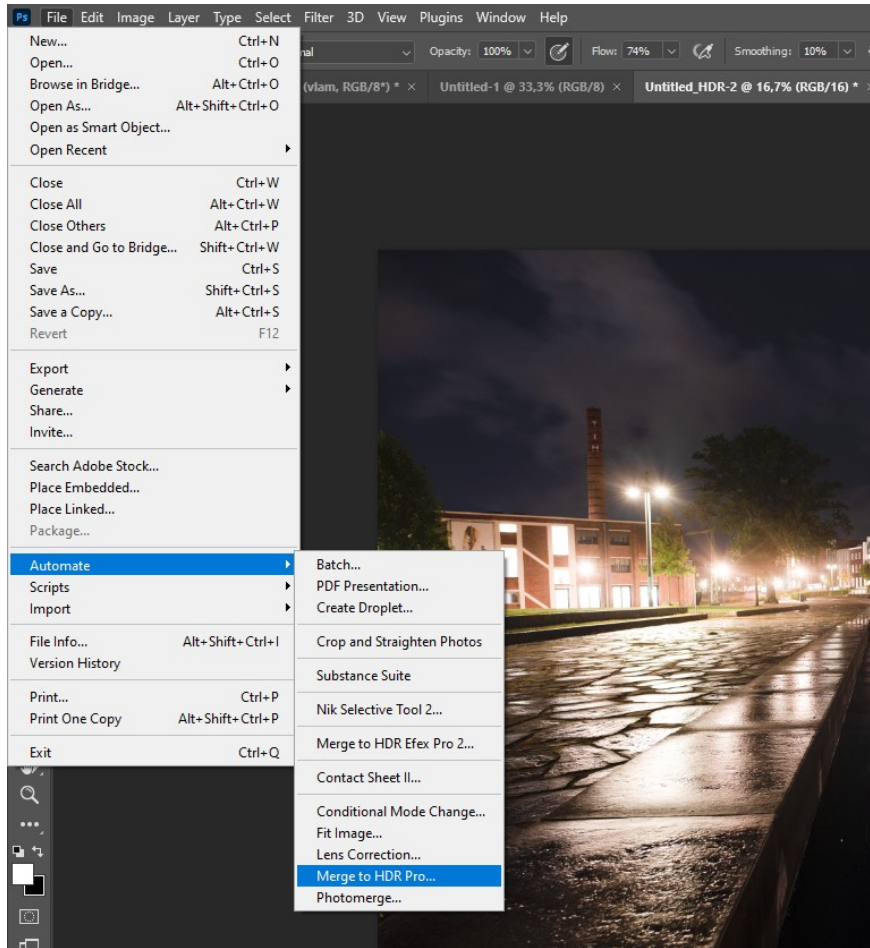 Ps File Edit Image Layer Type Select Filter 3D View Plugins Window Help
Opacity: 100% Flow: 74% Smoothing: 10%
(vlam, RGB/8*) * × Untitled-1 @ 33,3% (RGB/8) × Untitled_HDR-2 @ 16,7% (RGB/16) *
New... Ctrl+N
Open... Ctrl+O
Browse in Bridge... Alt+Ctrl+O
Open As... Alt+Shift+Ctrl+O
Open as Smart Object...
Open Recent
Close Ctrl+W
Close All Alt+Ctrl+W
Close Others Alt+Ctrl+P
Close and Go to Bridge... Shift+Ctrl+W
Save Ctrl+S
Save As... Shift+Ctrl+S
Save a Copy... Alt+Ctrl+S
Revert F12
Export
Generate
Share...
Invite...
Search Adobe Stock...
Place Embedded...
Place Linked...
Package...
Automate
Scripts
Import
File Info... Alt+Shift+Ctrl+I
Version History
Print... Ctrl+P
Print One Copy Alt+Shift+Ctrl+P
Exit Ctrl+Q
Batch...
PDF Presentation...
Create Droplet...
Crop and Straighten Photos
Substance Suite
Nik Selective Tool 2...
Merge to HDR Efex Pro 2...
Contact Sheet II...
Conditional Mode Change...
Fit Image...
Lens Correction...
Merge to HDR Pro...
Photomerge...